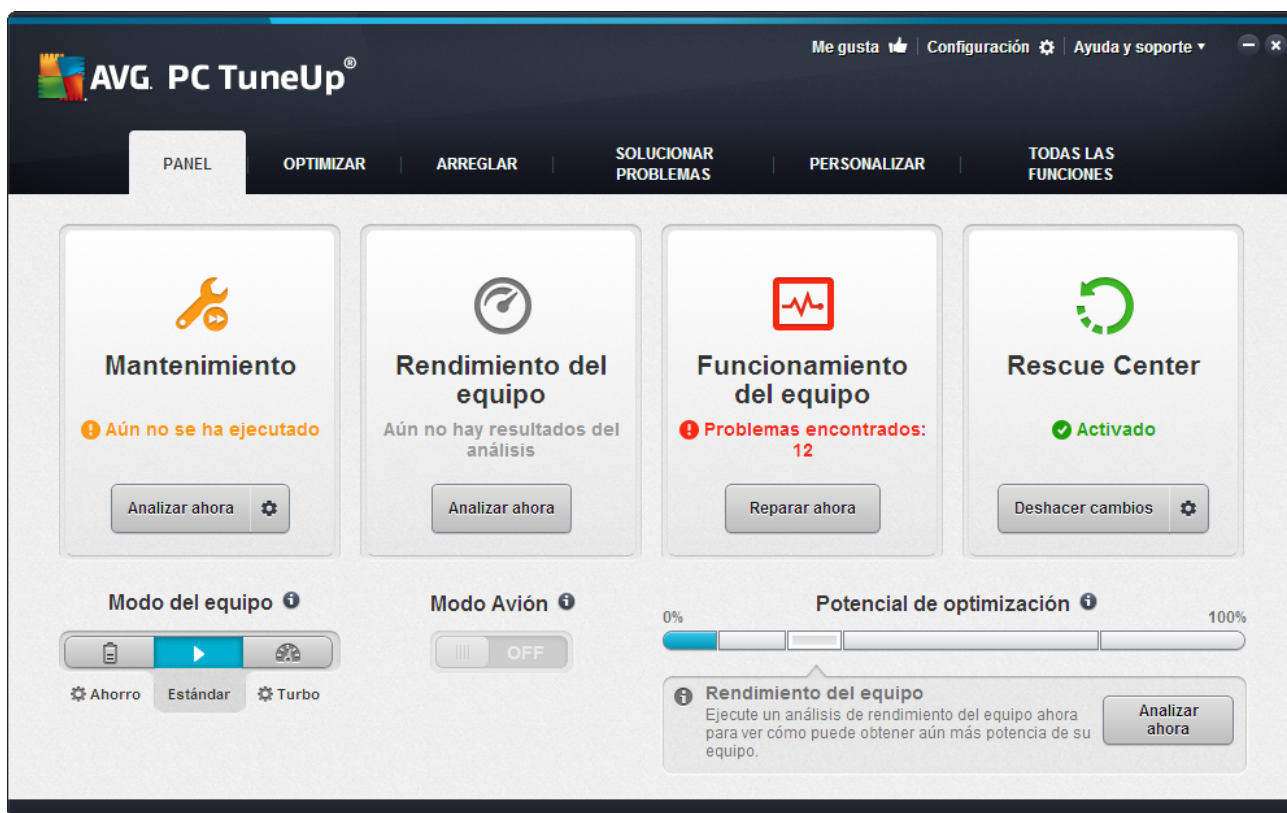 Me gusta Configuración Ayuda y soporte
AVG. PC TuneUp®
PANEL
OPTIMIZAR
ARREGLAR
SOLUCIONAR
PROBLEMAS
PERSONALIZAR
TODAS LAS
FUNCIONES
Mantenimiento
Aún no se ha ejecutado
Analizar ahora
Rendimiento del
equipo
Aún no hay resultados del
análisis
Analizar ahora
Funcionamiento
del equipo
Problemas encontrados:
12
Reparar ahora
Rescue Center
Activado
Deshacer cambios
Modo del equipo
Ahorro
Estándar
Turbo
Modo Avión
OFF
Potencial de optimización
0%
100%
Rendimiento del equipo
Ejecute un análisis de rendimiento del equipo ahora
para ver cómo puede obtener aún más potencia de su
equipo.
Analizar
ahora